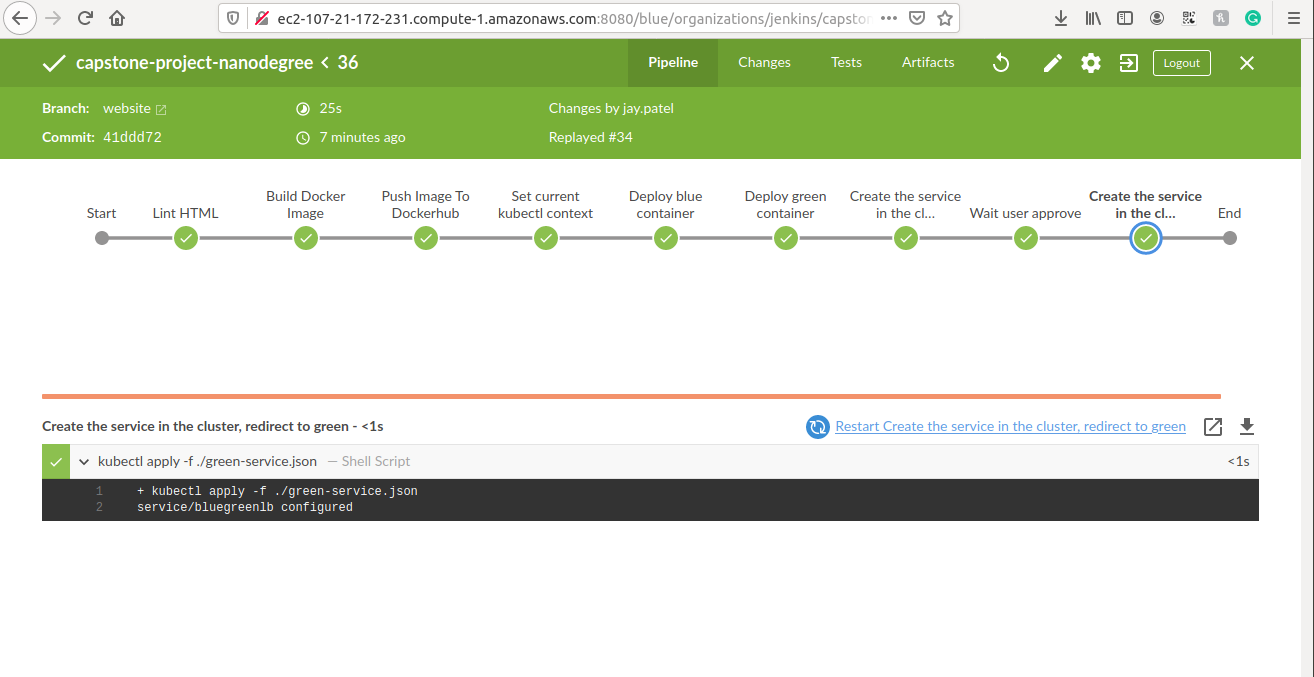 ec2-107-21-172-231.compute-1.amazonaws.com:8080/blue/organizations/jenkins/capston
capstone-project-nanodegree < 36
Pipeline
Changes
Tests
Artifacts
Logout
Branch: website
25s
Changes by jay.patel
Commit: 41ddd72
7 minutes ago
Replayed #34
Start
Lint HTML
Build Docker
Image
Push Image To
Dockerhub
Set current
kubectl context
Deploy blue
container
Deploy green
container
Create the service
in the cl...
Wait user approve
Create the service
in the cl...
End
Create the service in the cluster, redirect to green - <1s
Restart Create the service in the cluster, redirect to green
kubectl apply -f ./green-service.json — Shell Script
<1s
1 + kubectl apply -f ./green-service.json
2 service/bluegreenlb configured